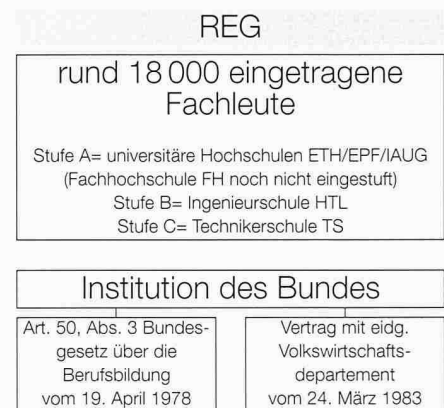 REG
rund 18 000 eingetragene
Fachleute
Stufe A= universitäre Hochschulen ETH/EPF/IAUG
(Fachhochschule FH noch nicht eingestuft)
Stufe B= Ingenieurschule HTL
Stufe C= Technikerschule TS
Institution des Bundes
Art. 50, Abs. 3 Bundes-
gesetz über die
Berufsbildung
vom 19. April 1978
Vertrag mit eidg.
Volkswirtschafts-
departement
vom 24. März 1983